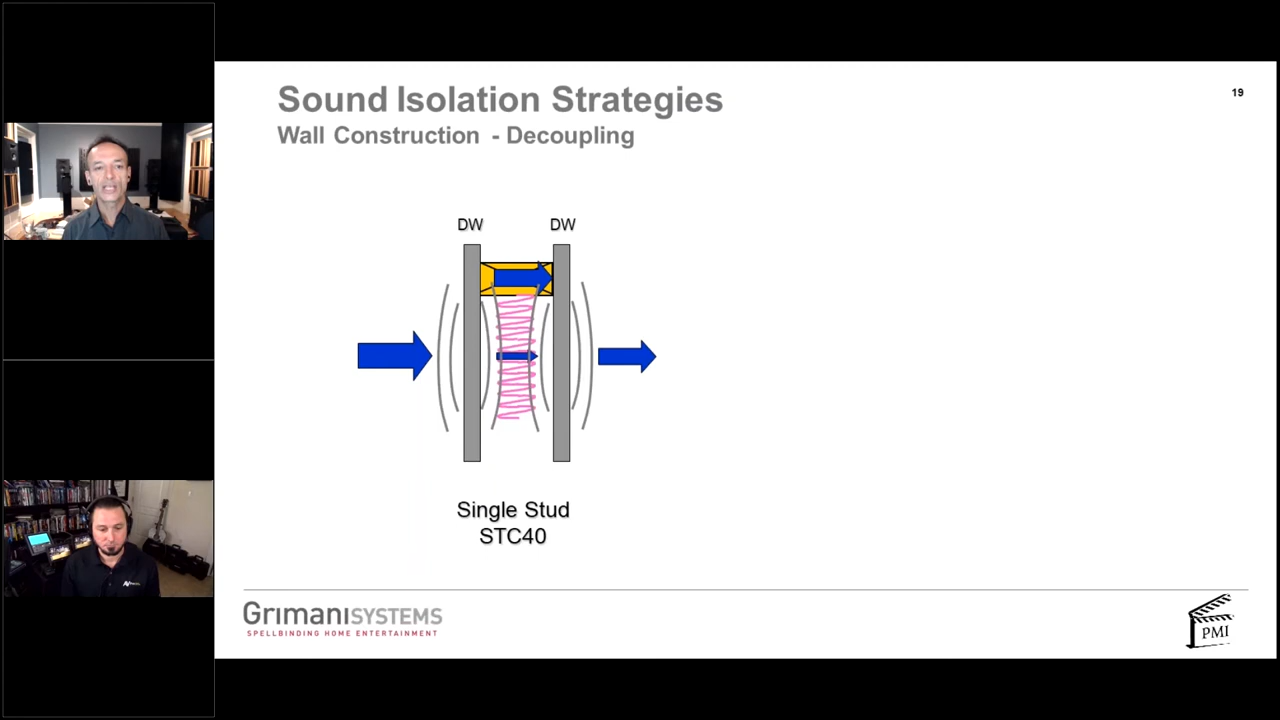 Sound Isolation Strategies
19
Wall Construction - Decoupling
DW DW
Single Stud
STC40
GrimaniSYSTEMS
SPELLBINDING HOME ENTERTAINMENT
PMI